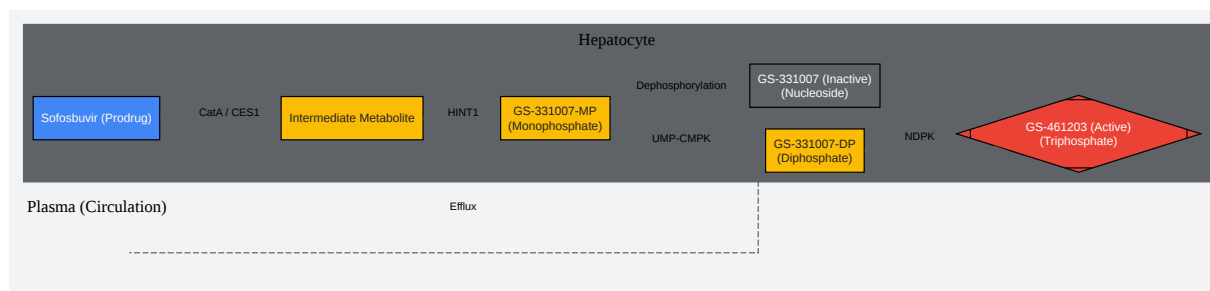 Hepatocyte
Sofosbuvir (Prodrug)
CatA / CES1
Intermediate Metabolite
HINT1
GS-331007-MP
(Monophosphate)
Dephosphorylation
GS-331007 (Inactive)
(Nucleoside)
UMP-CMPK
GS-331007-DP
(Diphosphate)
NDPK
GS-461203 (Active)
(Triphosphate)
Plasma (Circulation)
Efflux